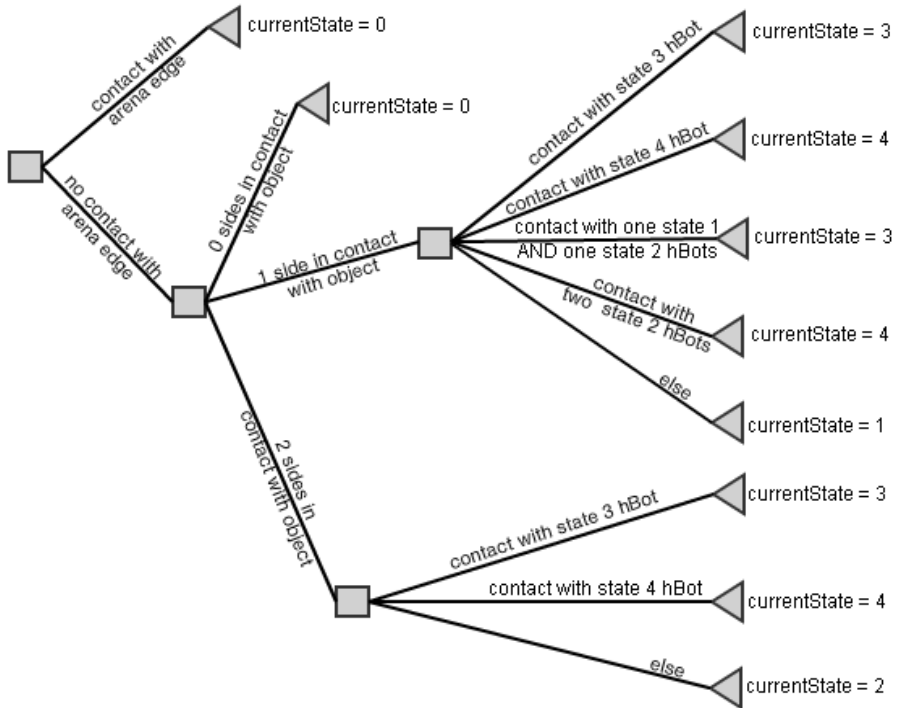 contact with
arena edge
currentState = 0
no contact with
arena edge
0 sides in contact
with object
currentState = 0
1 side in contact
with object
contact with state 3 hBot
currentState = 3
contact with state 4 hBot
currentState = 4
contact with one state 1
AND one state 2 hBots
currentState = 3
contact with
two state 2 hBots
currentState = 4
else
currentState = 1
2 sides in
contact with object
contact with state 3 hBot
currentState = 3
contact with state 4 hBot
currentState = 4
else
currentState = 2